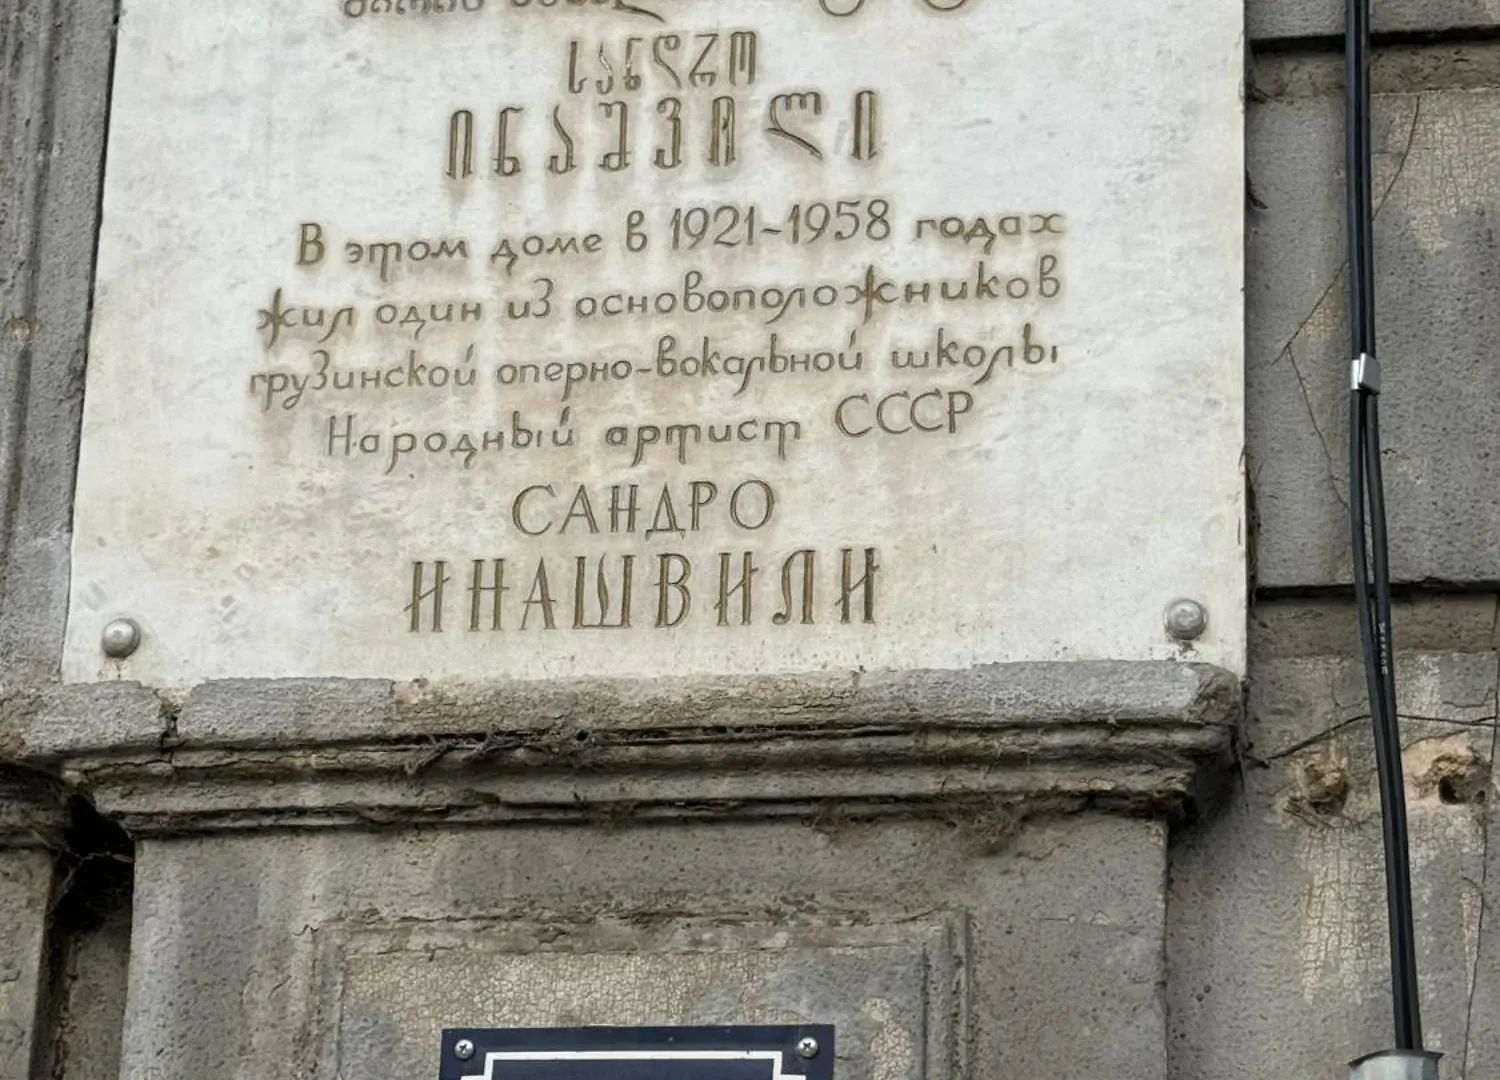 სანდრო
ინაშვილი
В этом доме в 1921-1958 годах
жил один из основоположников
грузинской оперно-вокальной школы
Народный артист СССР
САНДРО
ИНАШВИЛИ